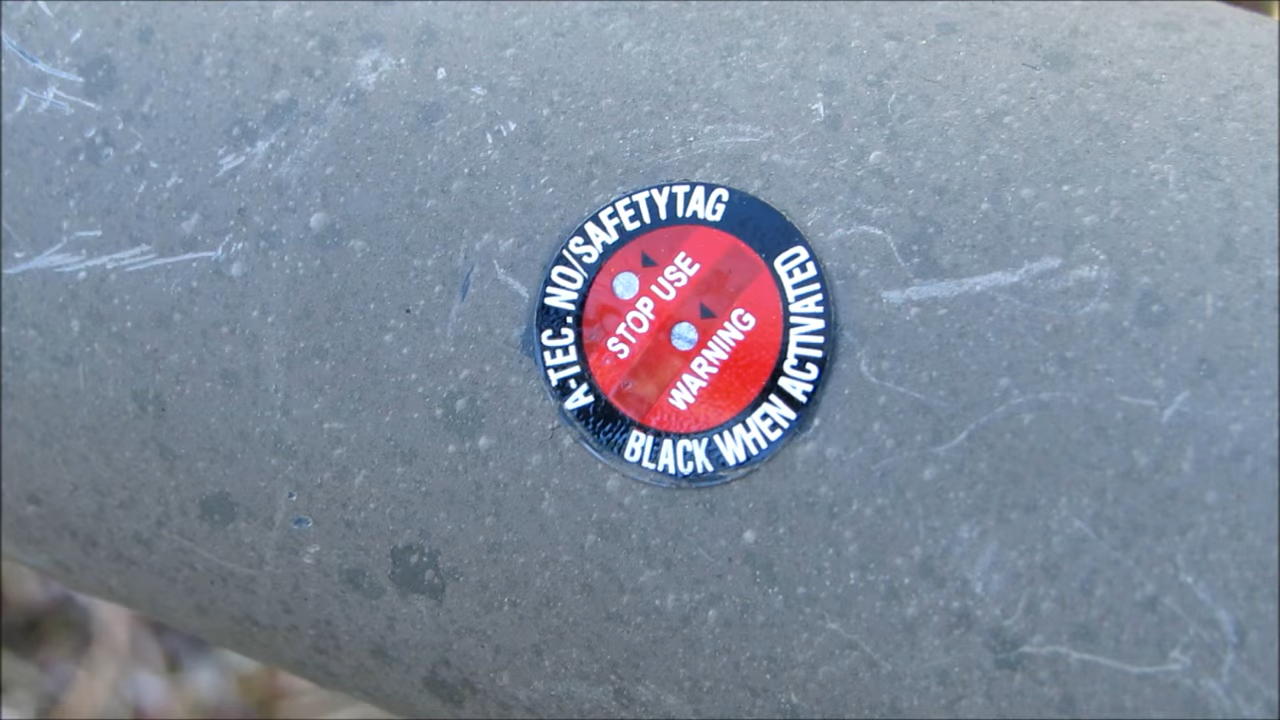 A-TEC. NO/SAFETYTAG
STOP USE
WARNING
BLACK WHEN ACTIVATED